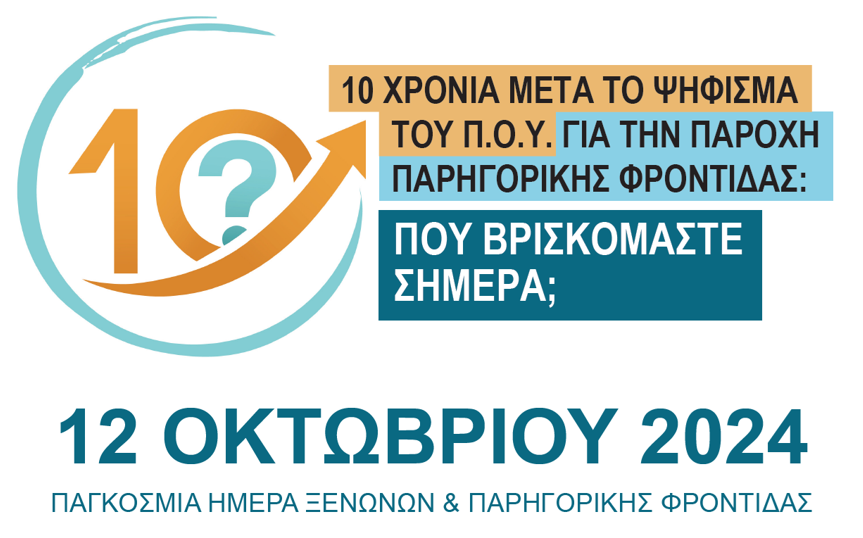 10?
10 ΧΡΟΝΙΑ ΜΕΤΑ ΤΟ ΨΗΦΙΣΜΑ
ΤΟΥ Π.Ο.Υ. ΓΙΑ ΤΗΝ ΠΑΡΟΧΗ
ΠΑΡΗΓΟΡΙΚΗΣ ΦΡΟΝΤΙΔΑΣ:
ΠΟΥ ΒΡΙΣΚΟΜΑΣΤΕ
ΣΗΜΕΡΑ;
12 ΟΚΤΩΒΡΙΟΥ 2024
ΠΑΓΚΟΣΜΙΑ ΗΜΕΡΑ ΞΕΝΩΝΩΝ & ΠΑΡΗΓΟΡΙΚΗΣ ΦΡΟΝΤΙΔΑΣ